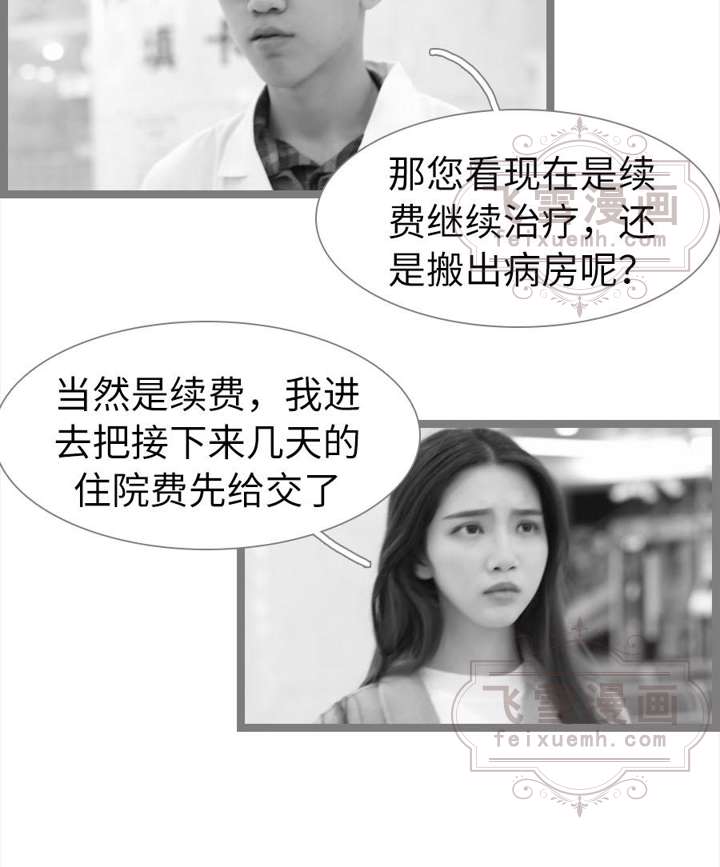 填
那您看现在是续
费继续治疗，还
是搬出病房呢？
飞雪漫画
feixuemh.com
当然是续费，我进
去把接下来几天的
住院费先给交了
飞雪漫画
feixuemh.com